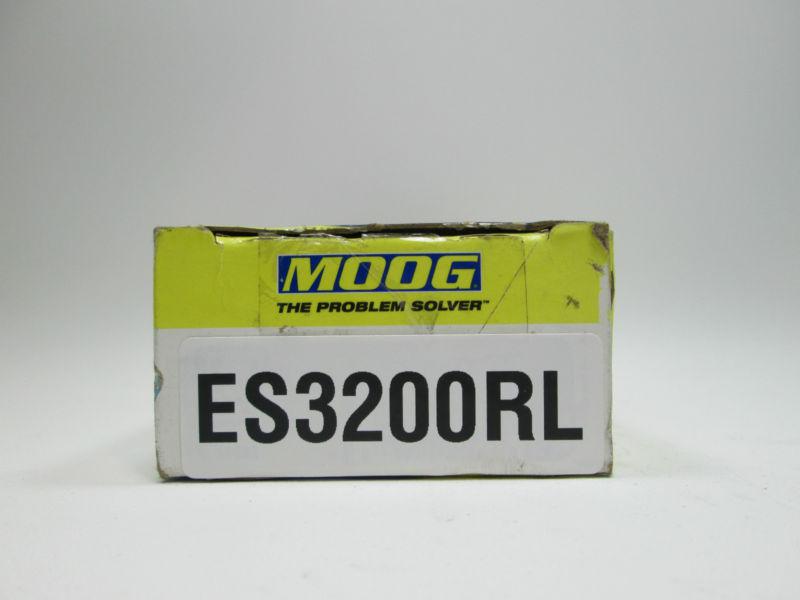 MOOG
THE PROBLEM SOLVER™
ES3200RL